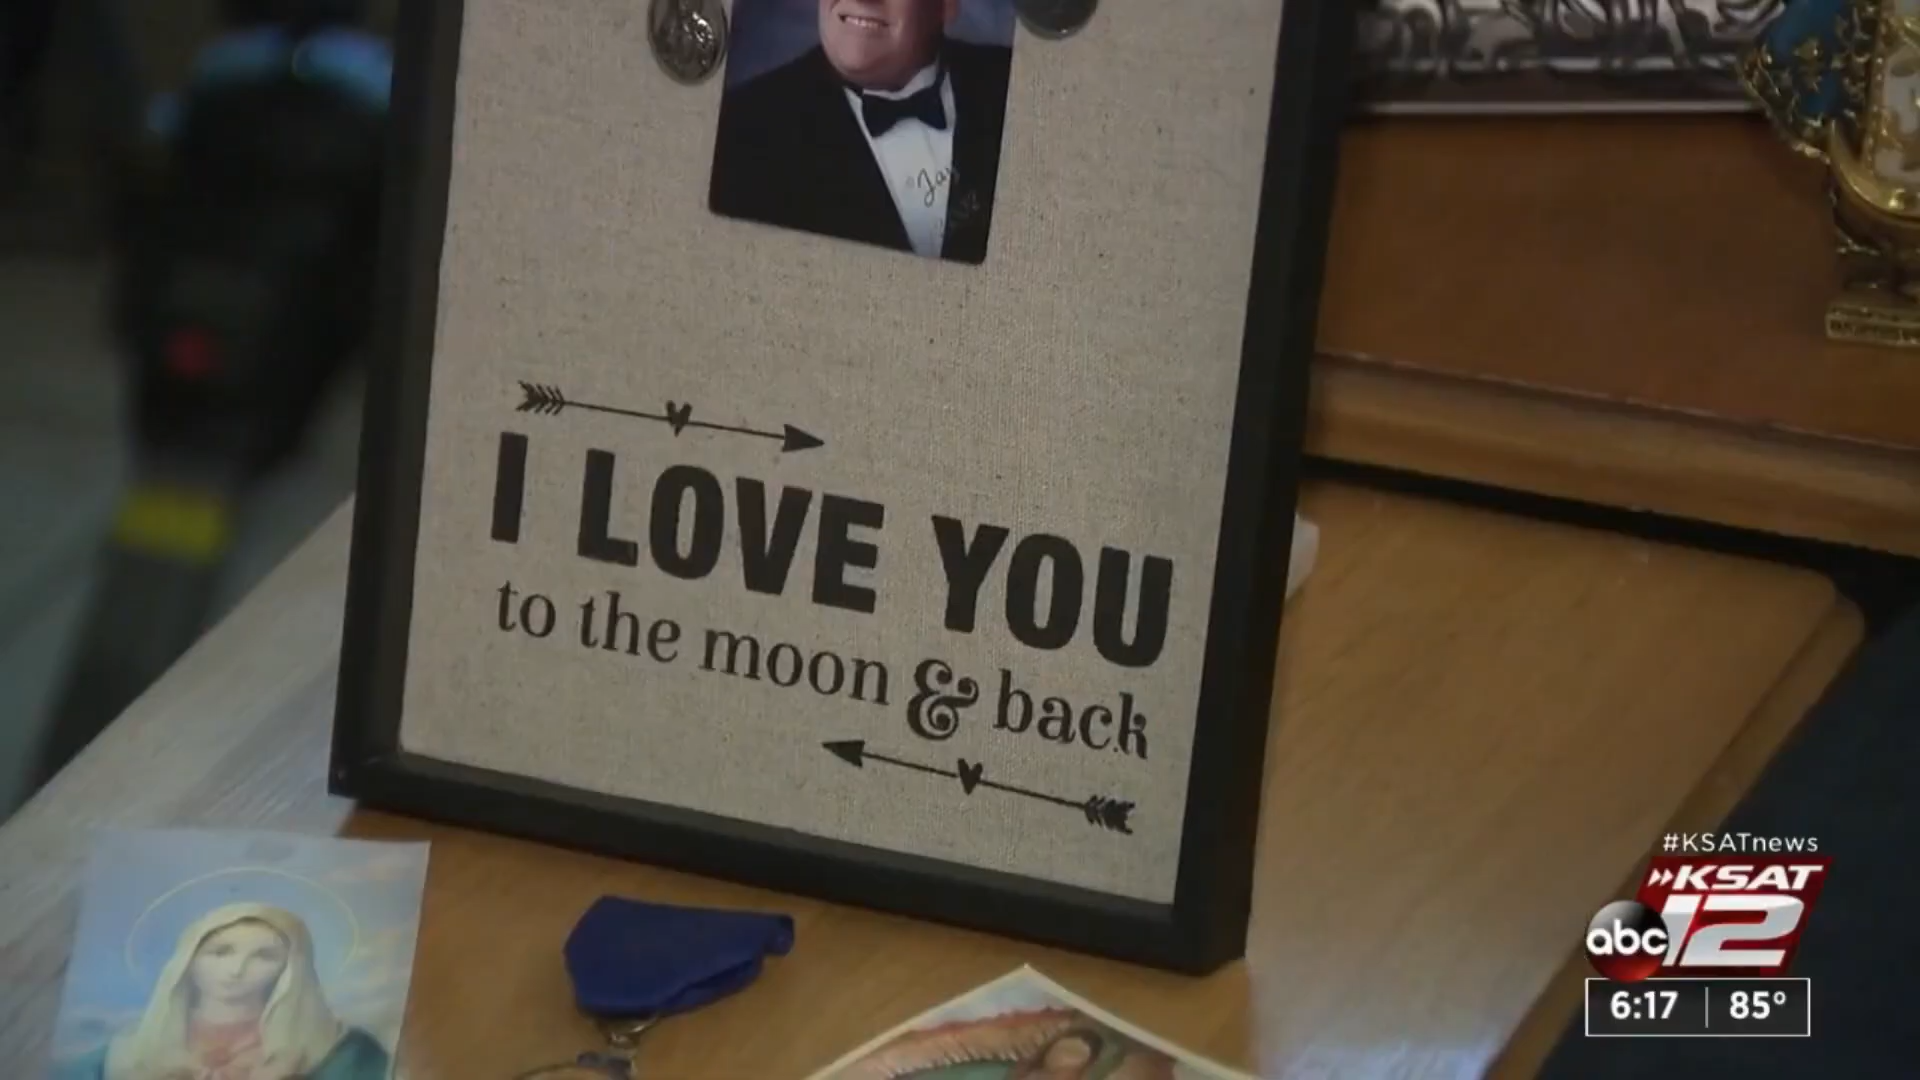 I LOVE YOU
to the moon & back
#KSATnews
KSAT
abc 12
6:17 85°